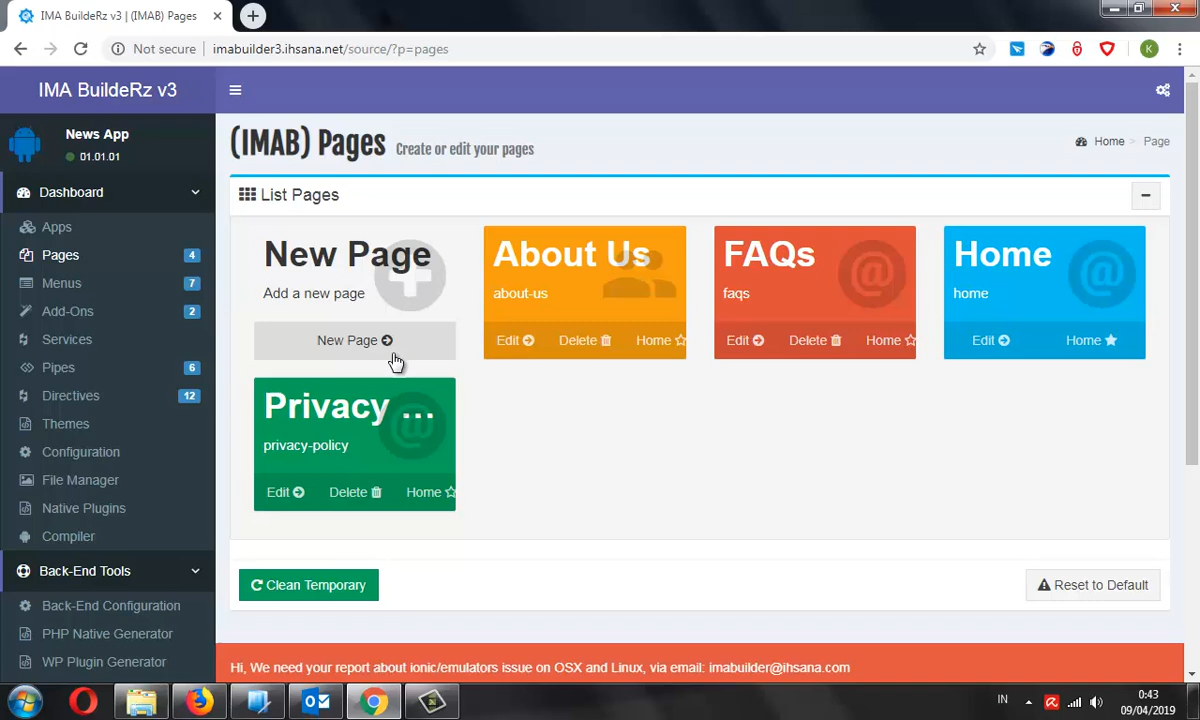 IMA BuildeRz v3 | (IMAB) Pages
Not secure
imabuilder3.ihsana.net/source/?p=pages
K
IMA BuildeRz v3
News App
01.01.01
Dashboard
Apps
Pages 4
Menus 7
Add-Ons 2
Services
Pipes 6
Directives 12
Themes
Configuration
File Manager
Native Plugins
Compiler
Back-End Tools
Back-End Configuration
PHP Native Generator
WP Plugin Generator
(IMAB) Pages Create or edit your pages
Home > Page
List Pages
New Page
Add a new page
New Page
About Us
about-us
Edit Delete Home
FAQs
faqs
Edit Delete Home
Home
home
Edit Home
Privacy ...
privacy-policy
Edit Delete Home
Clean Temporary
Reset to Default
Hi, We need your report about ionic/emulators issue on OSX and Linux, via email: imabuilder@ihsana.com
IN
0:43
09/04/2019